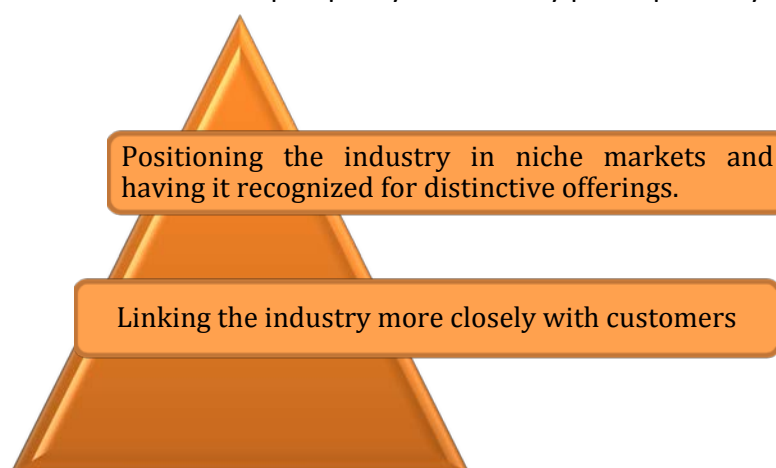 Positioning the industry in niche markets and
having it recognized for distinctive offerings.
Linking the industry more closely with customers